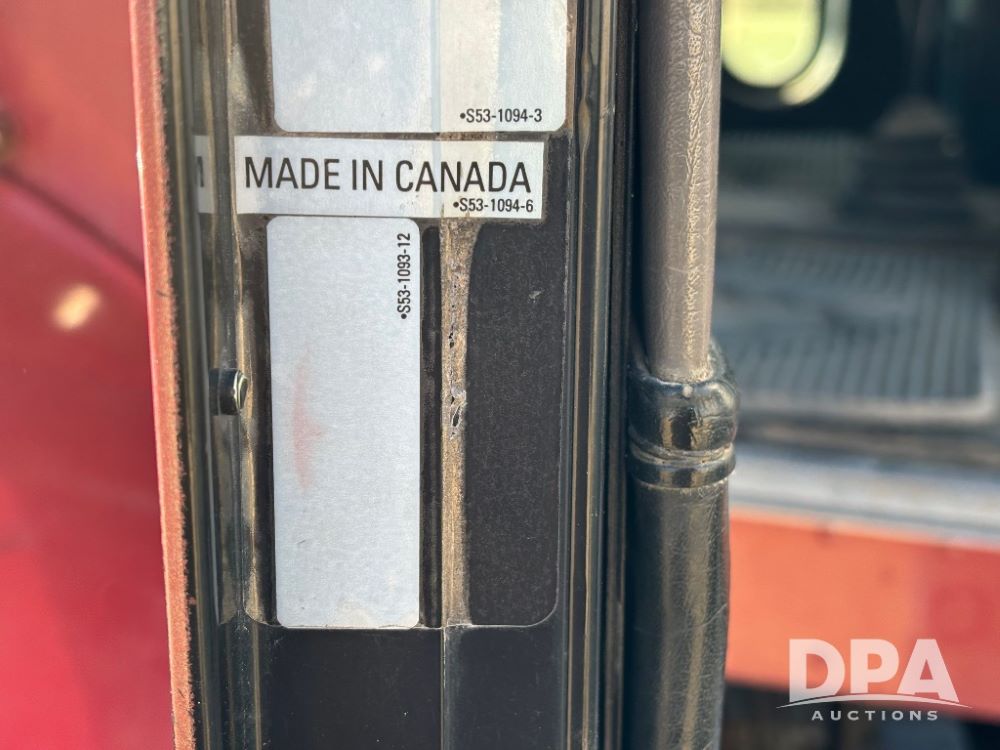 •S53-1094-3
MADE IN CANADA
•S53-1094-6
•S53-1093-12
DPA
AUCTIONS